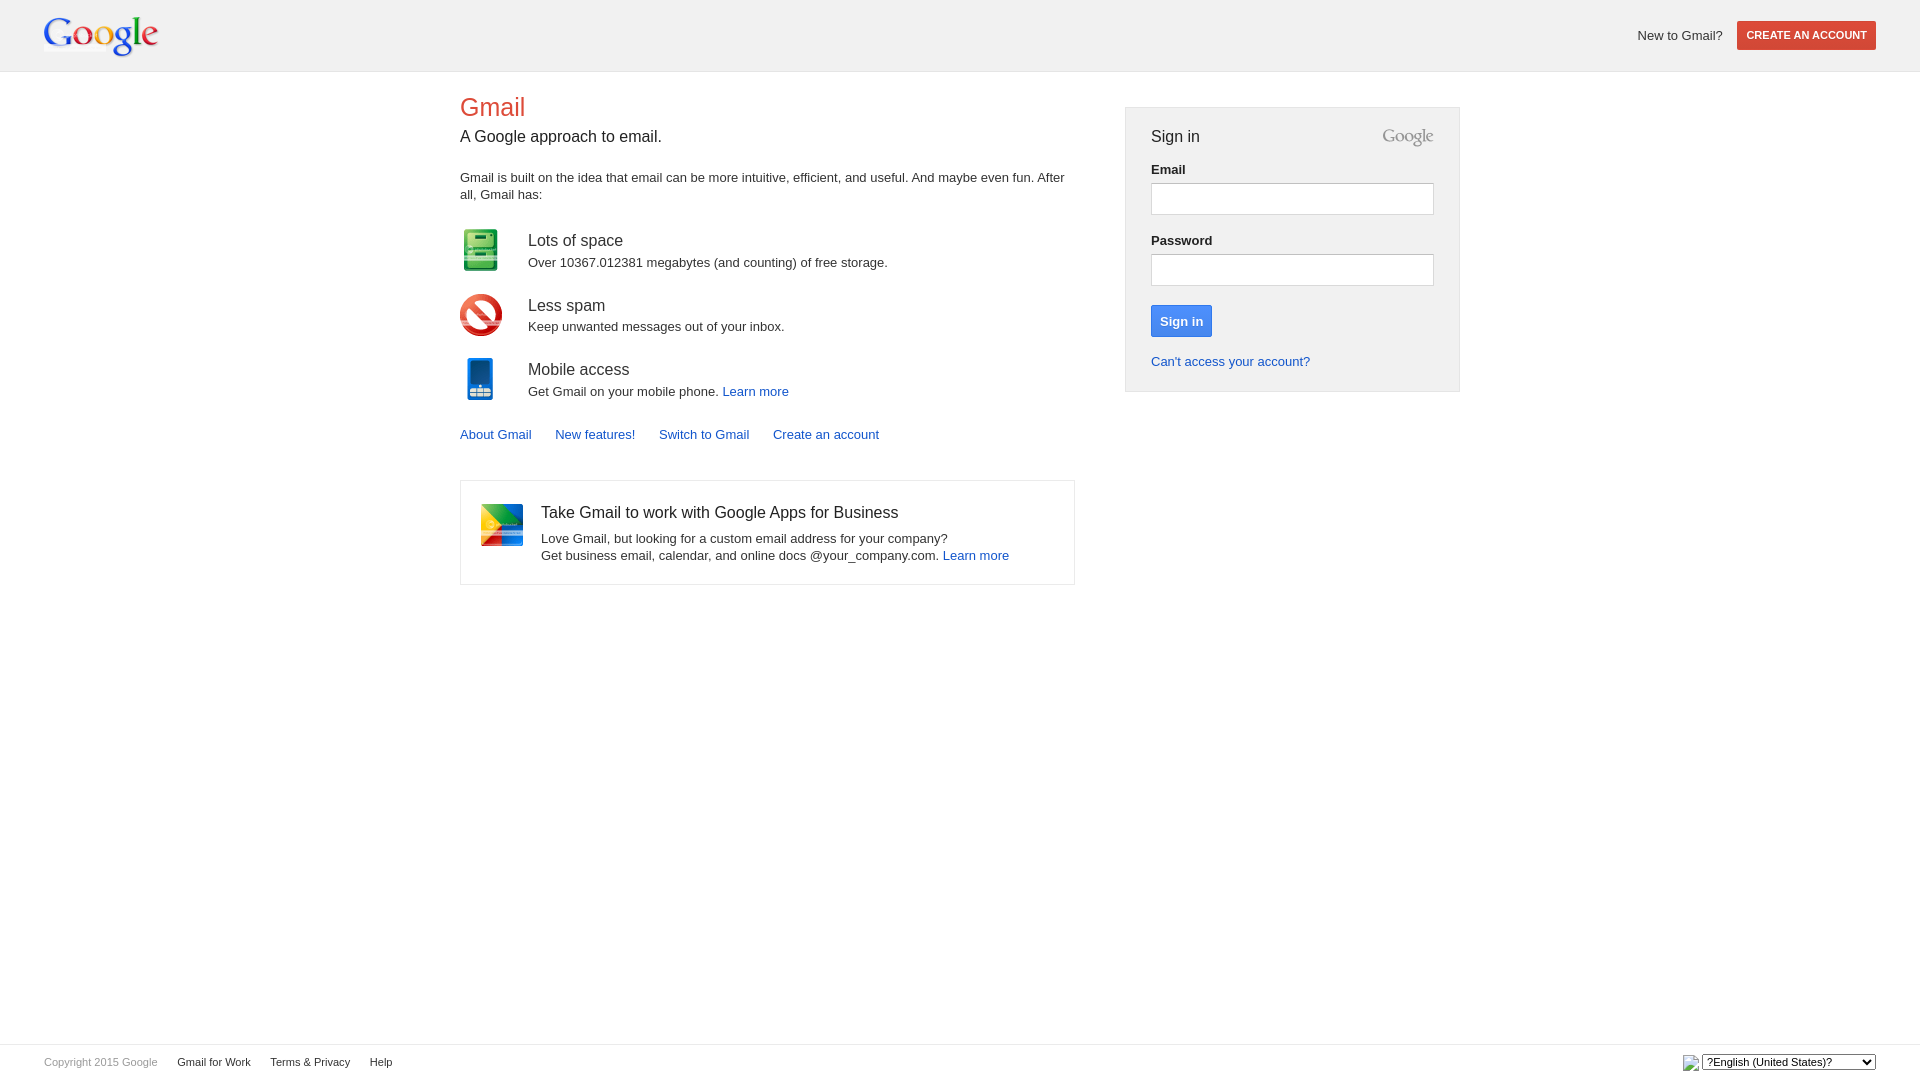 Google
New to Gmail? CREATE AN ACCOUNT
Gmail
A Google approach to email.
Gmail is built on the idea that email can be more intuitive, efficient, and useful. And maybe even fun. After
all, Gmail has:
Lots of space
Over 10367.012381 megabytes (and counting) of free storage.
Less spam
Keep unwanted messages out of your inbox.
Mobile access
Get Gmail on your mobile phone. Learn more
About Gmail New features! Switch to Gmail Create an account
Take Gmail to work with Google Apps for Business
Love Gmail, but looking for a custom email address for your company?
Get business email, calendar, and online docs @your_company.com. Learn more
Sign in Google
Email
Password
Sign in
Can't access your account?
Copyright 2015 Google Gmail for Work Terms & Privacy Help
?English (United States)?